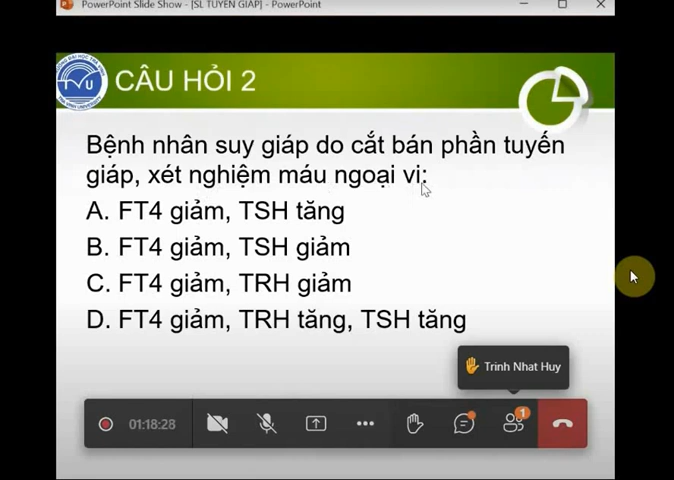 PowerPoint Slide Show - [SL TUYEN GIAP] - PowerPoint
TVU
CÂU HỎI 2
Bệnh nhân suy giáp do cắt bán phần tuyến
giáp, xét nghiệm máu ngoại vi:
A. FT4 giảm, TSH tăng
B. FT4 giảm, TSH giảm
C. FT4 giảm, TRH giảm
D. FT4 giảm, TRH tăng, TSH tăng
Trinh Nhat Huy
01:18:28
1